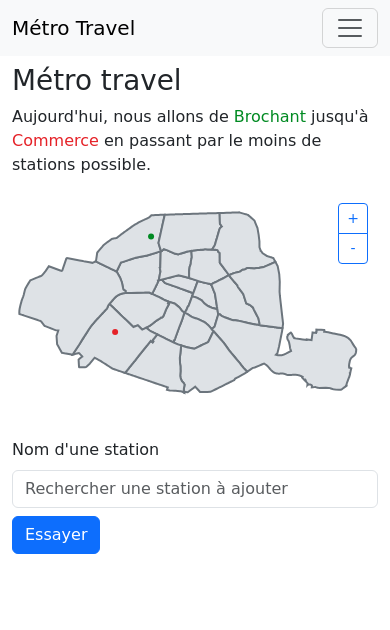 Métro Travel
Métro travel
Aujourd'hui, nous allons de Brochant jusqu'à
Commerce en passant par le moins de
stations possible.
+
-
Nom d'une station
Rechercher une station à ajouter
Essayer